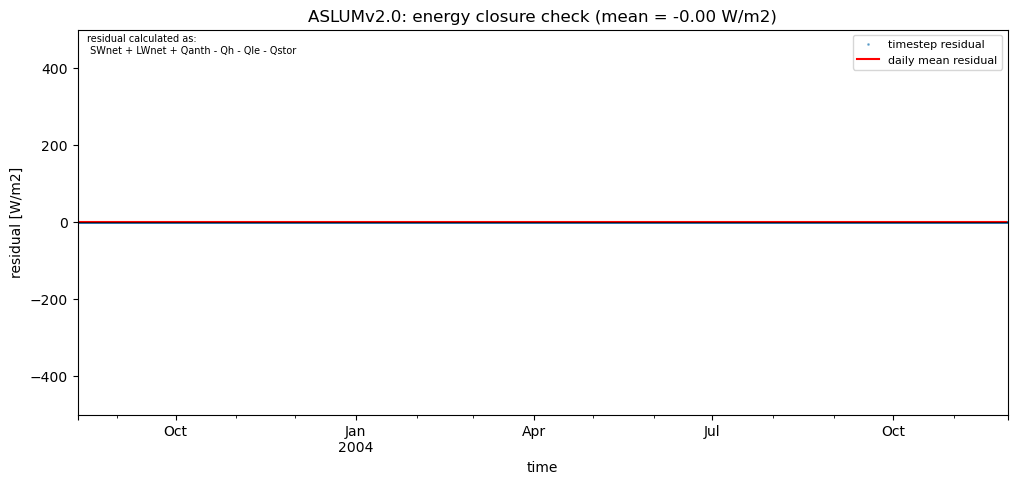 ASLUMv2.0: energy closure check (mean = -0.00 W/m2)
residual calculated as:
SWnet + LWnet + Qanth - Qh - Qle - Qstor
timestep residual
daily mean residual
400
200
0
−200
−400
residual [W/m2]
Oct
Jan
2004
Apr
Jul
Oct
time